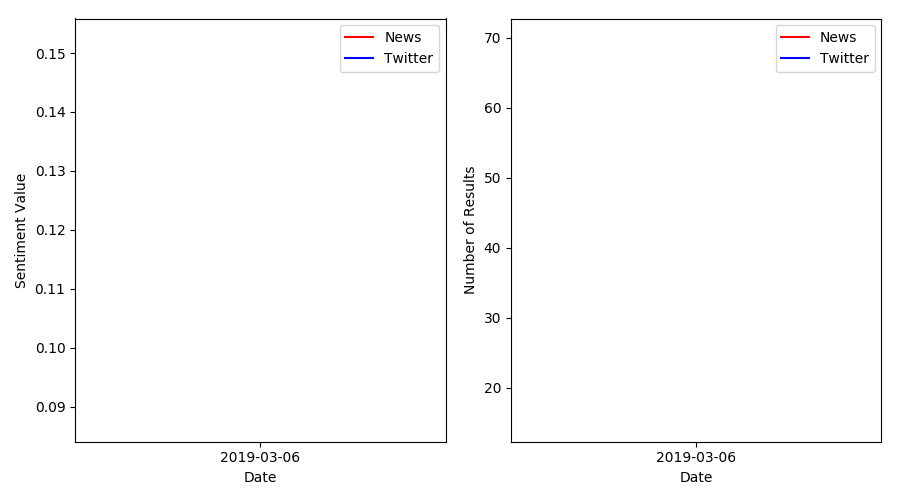 News
Twitter
0.15
0.14
0.13
0.12
0.11
0.10
0.09
Sentiment Value
2019-03-06
Date
News
Twitter
70
60
50
40
30
20
Number of Results
2019-03-06
Date